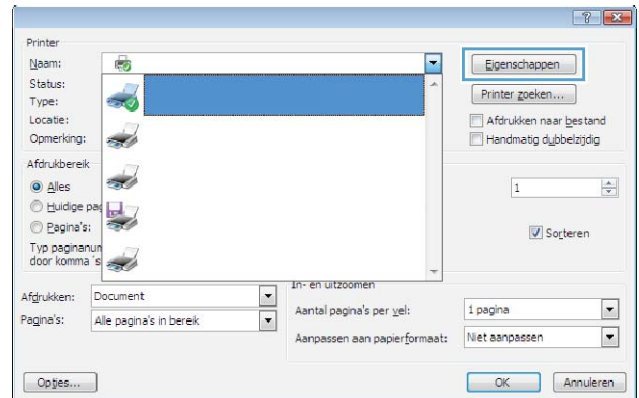 Printer
Naam:
Eigenschappen
Status:
Type:
Printer zoeken...
Locatie:
Afdrukken naar bestand
Opmerking:
Handmatig dubbelzijdig
Afdrukbereik
Alles
1
Huidige pag
Pagina's:
Sorteren
Typ paginanum
door komma 's
In- en uitzoomen
Afdrukken:
Document
Aantal pagina's per vel:
1 pagina
Pagina's:
Alle pagina's in bereik
Aanpassen aan papierformaat:
Niet aanpassen
Opties...
OK
Annuleren